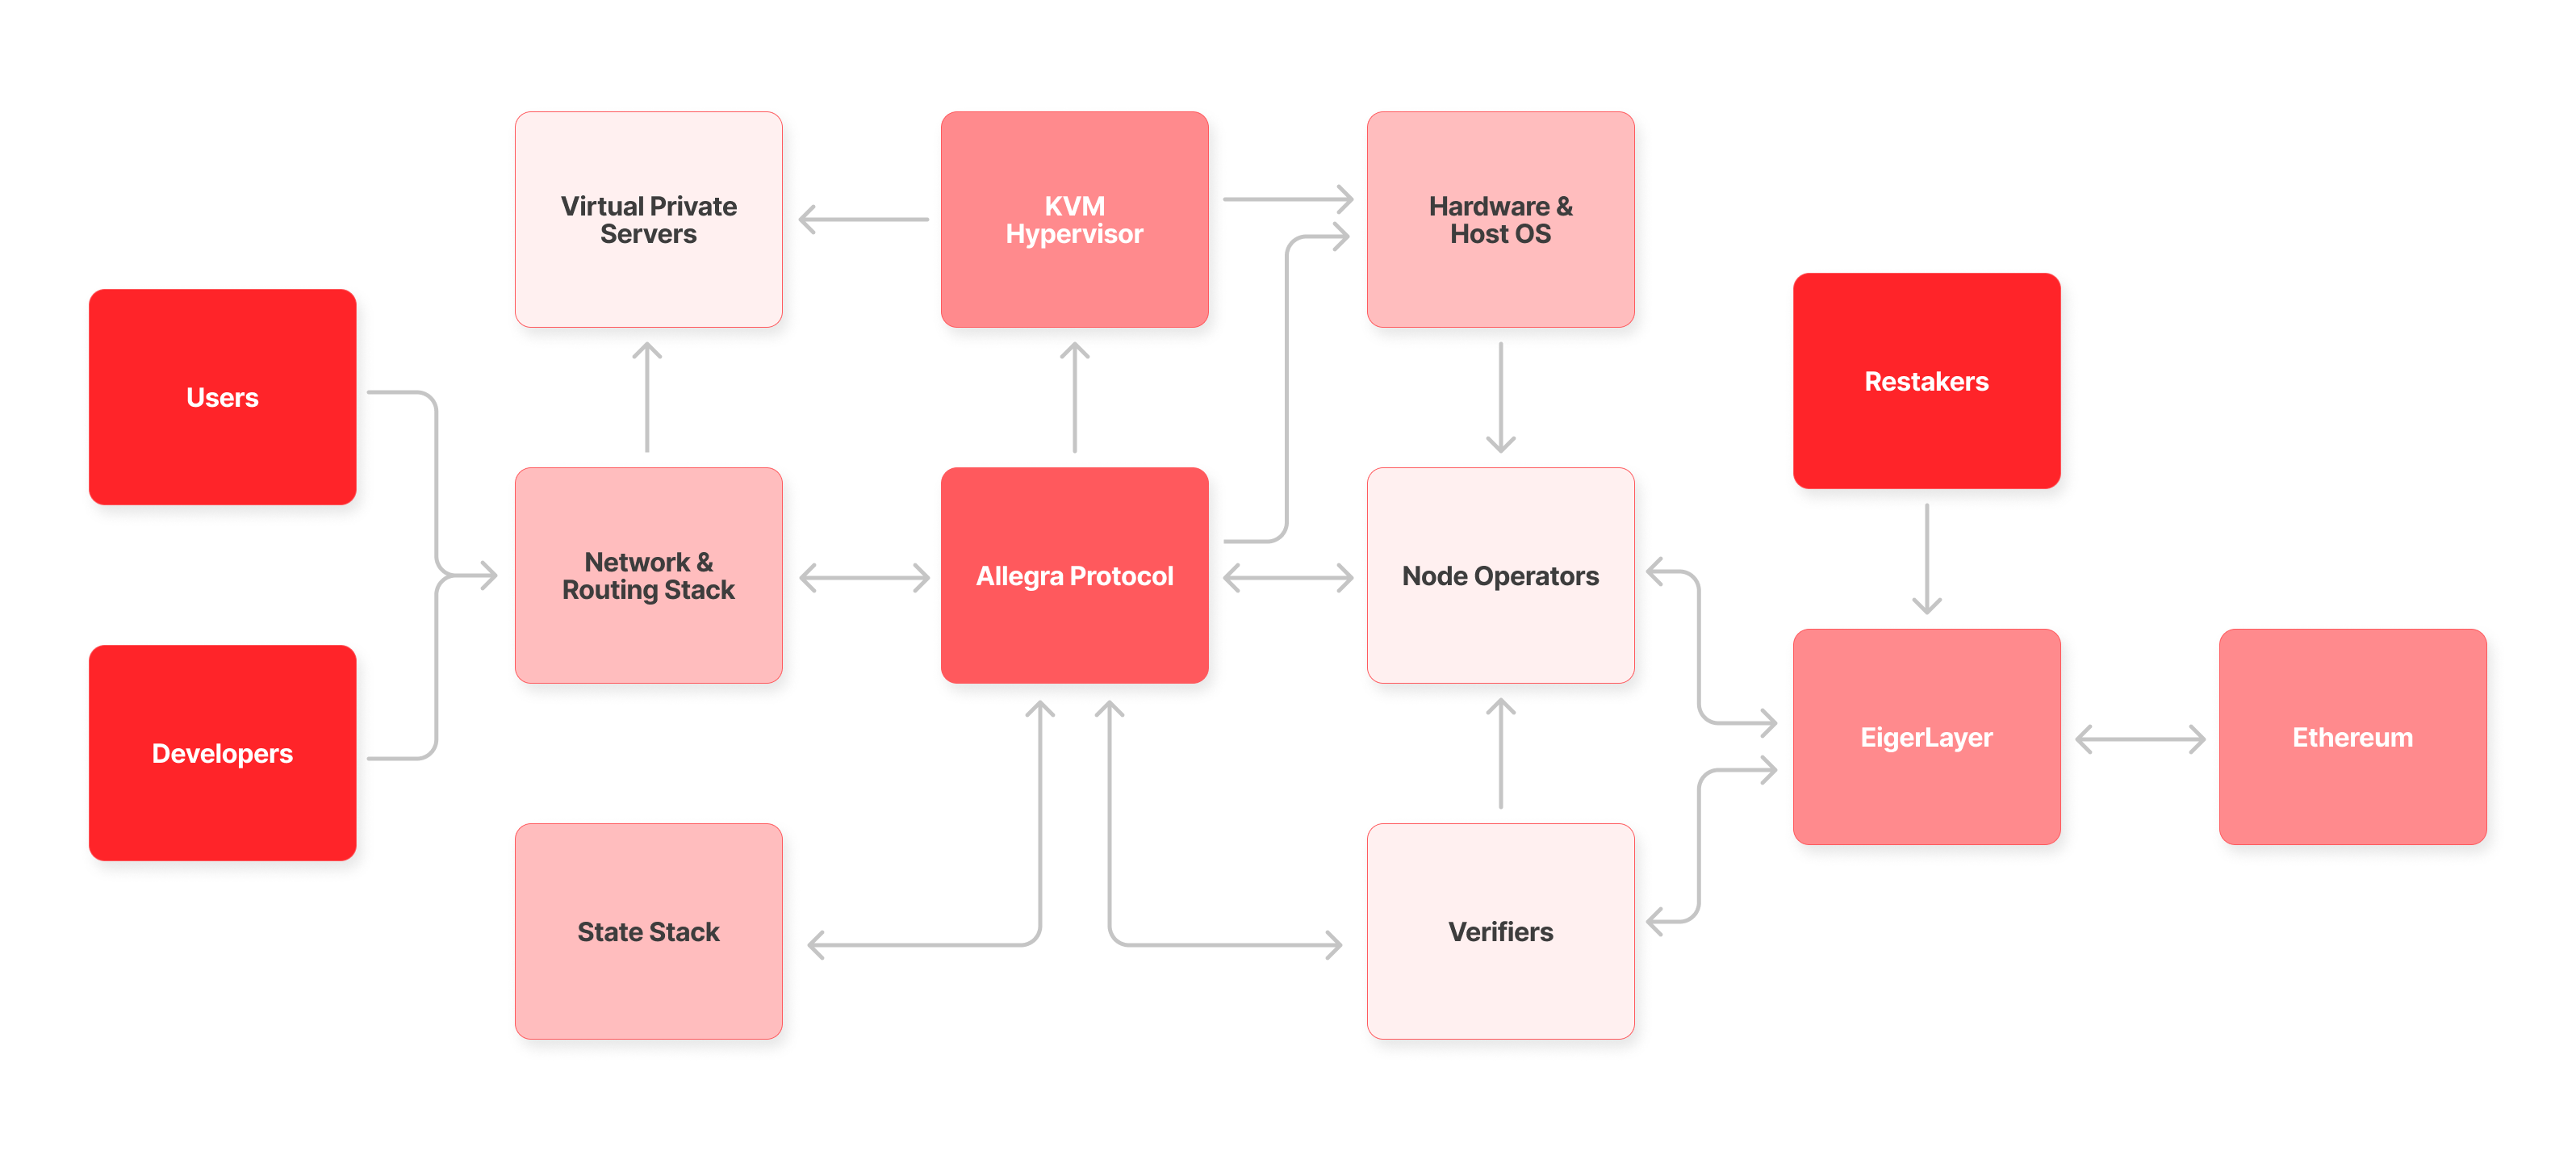 Virtual Private
Servers
KVM
Hypervisor
Hardware &
Host OS
Users
Restakers
Network &
Routing Stack
Allegra Protocol
Node Operators
Developers
EigerLayer
Ethereum
State Stack
Verifiers